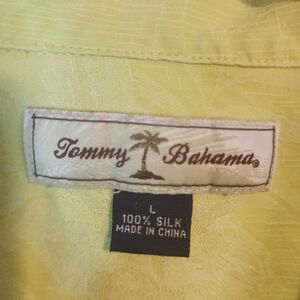 Tommy Bahama®
L
100% SILK
MADE IN CHINA